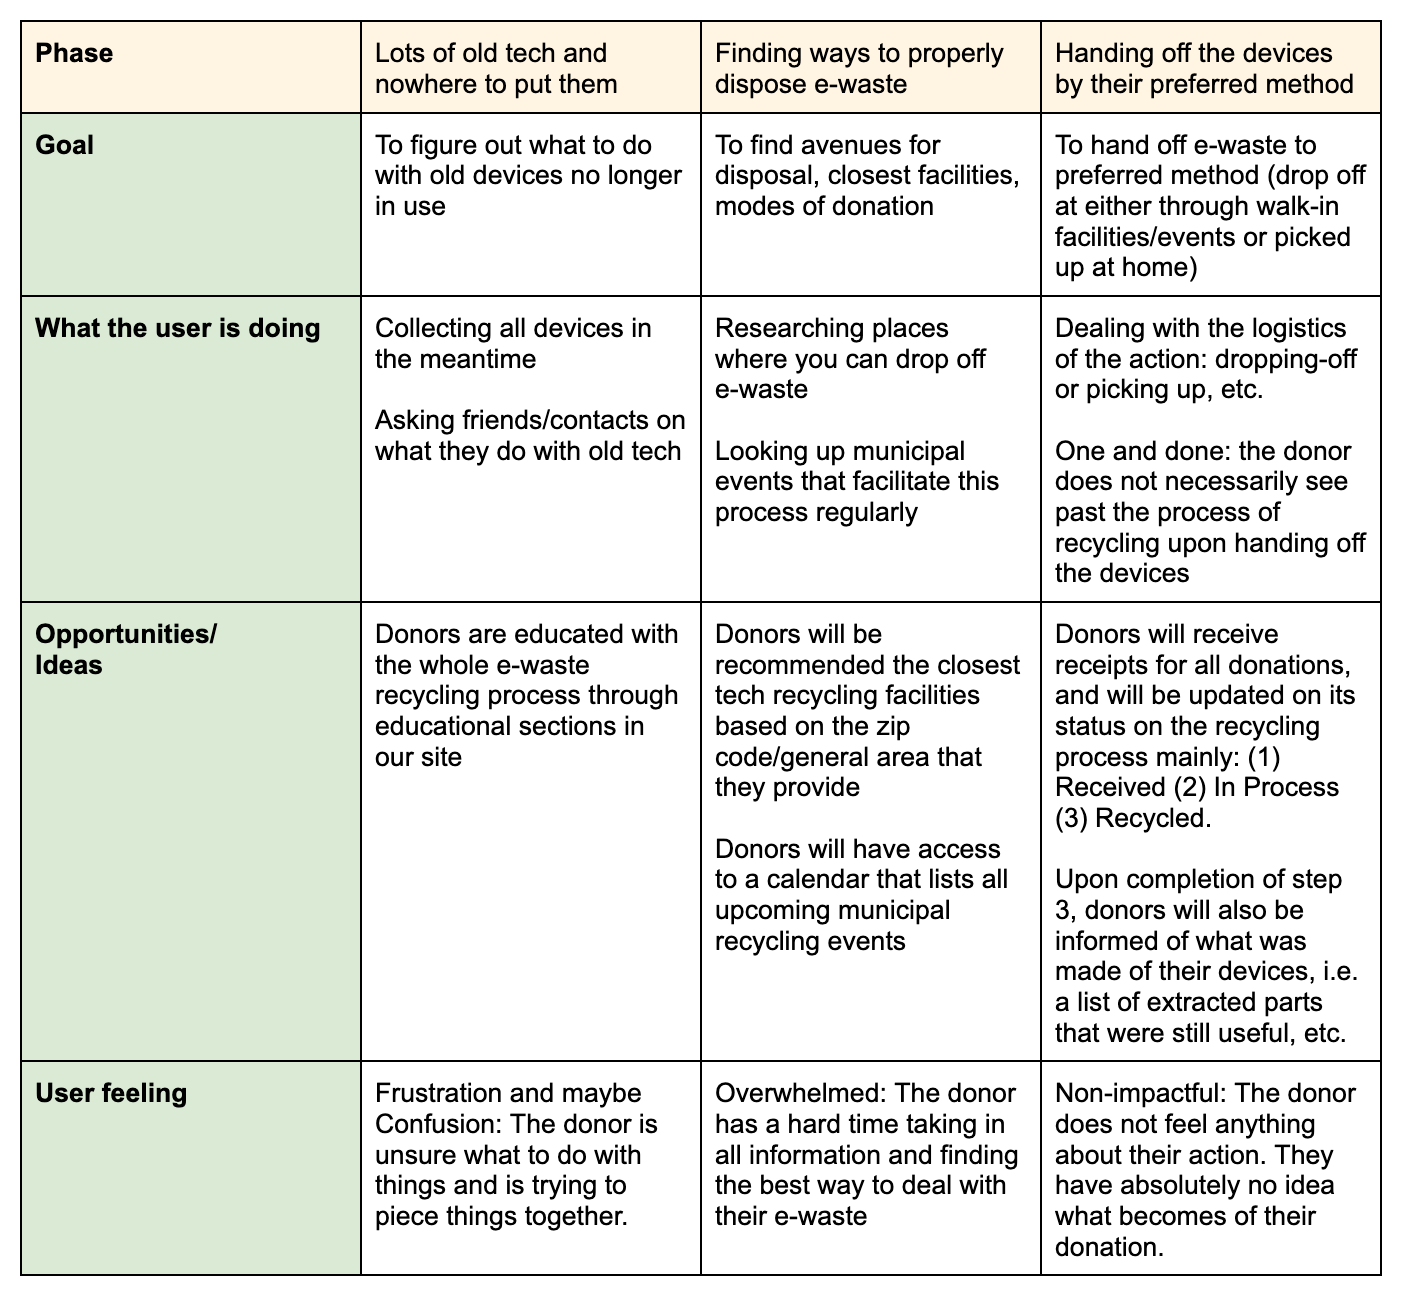 Phase
Lots of old tech and
nowhere to put them
Finding ways to properly
dispose e-waste
Handing off the devices
by their preferred method
Goal
To figure out what to do
with old devices no longer
in use
To find avenues for
disposal, closest facilities,
modes of donation
To hand off e-waste to
preferred method (drop off
at either through walk-in
facilities/events or picked
up at home)
What the user is doing
Collecting all devices in
the meantime
Asking friends/contacts on
what they do with old tech
Researching places
where you can drop off
e-waste
Looking up municipal
events that facilitate this
process regularly
Dealing with the logistics
of the action: dropping-off
or picking up, etc.
One and done: the donor
does not necessarily see
past the process of
recycling upon handing off
the devices
Opportunities/
Ideas
Donors are educated with
the whole e-waste
recycling process through
educational sections in
our site
Donors will be
recommended the closest
tech recycling facilities
based on the zip
code/general area that
they provide
Donors will have access
to a calendar that lists all
upcoming municipal
recycling events
Donors will receive
receipts for all donations,
and will be updated on its
status on the recycling
process mainly: (1)
Received (2) In Process
(3) Recycled.
Upon completion of step
3, donors will also be
informed of what was
made of their devices, i.e.
a list of extracted parts
that were still useful, etc.
User feeling
Frustration and maybe
Confusion: The donor is
unsure what to do with
things and is trying to
piece things together.
Overwhelmed: The donor
has a hard time taking in
all information and finding
the best way to deal with
their e-waste
Non-impactful: The donor
does not feel anything
about their action. They
have absolutely no idea
what becomes of their
donation.